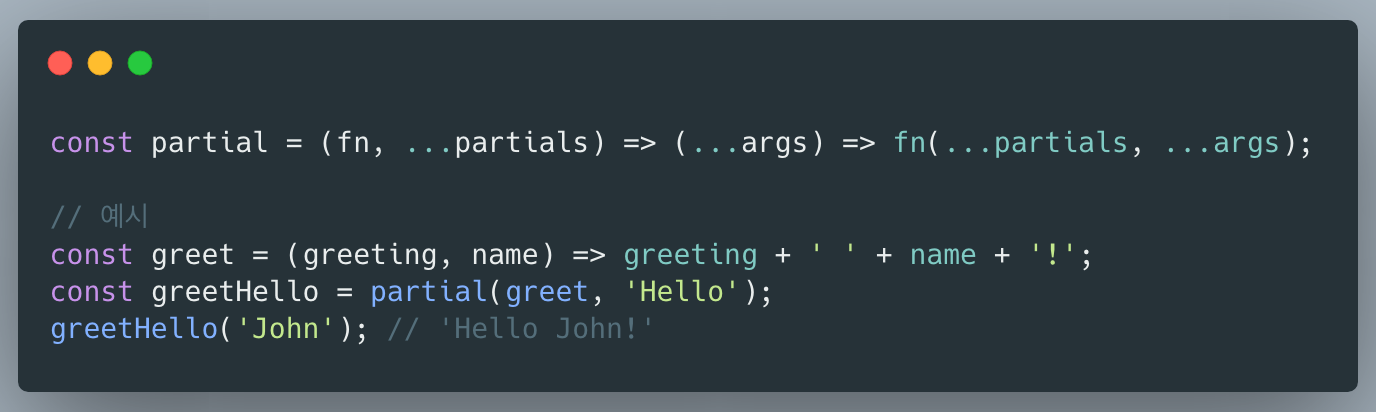 const partial = (fn, ...partials) => (...args) => fn(...partials, ...args);
// 예시
const greet = (greeting, name) => greeting + ' ' + name + '!';
const greetHello = partial(greet, 'Hello');
greetHello('John'); // 'Hello John!'